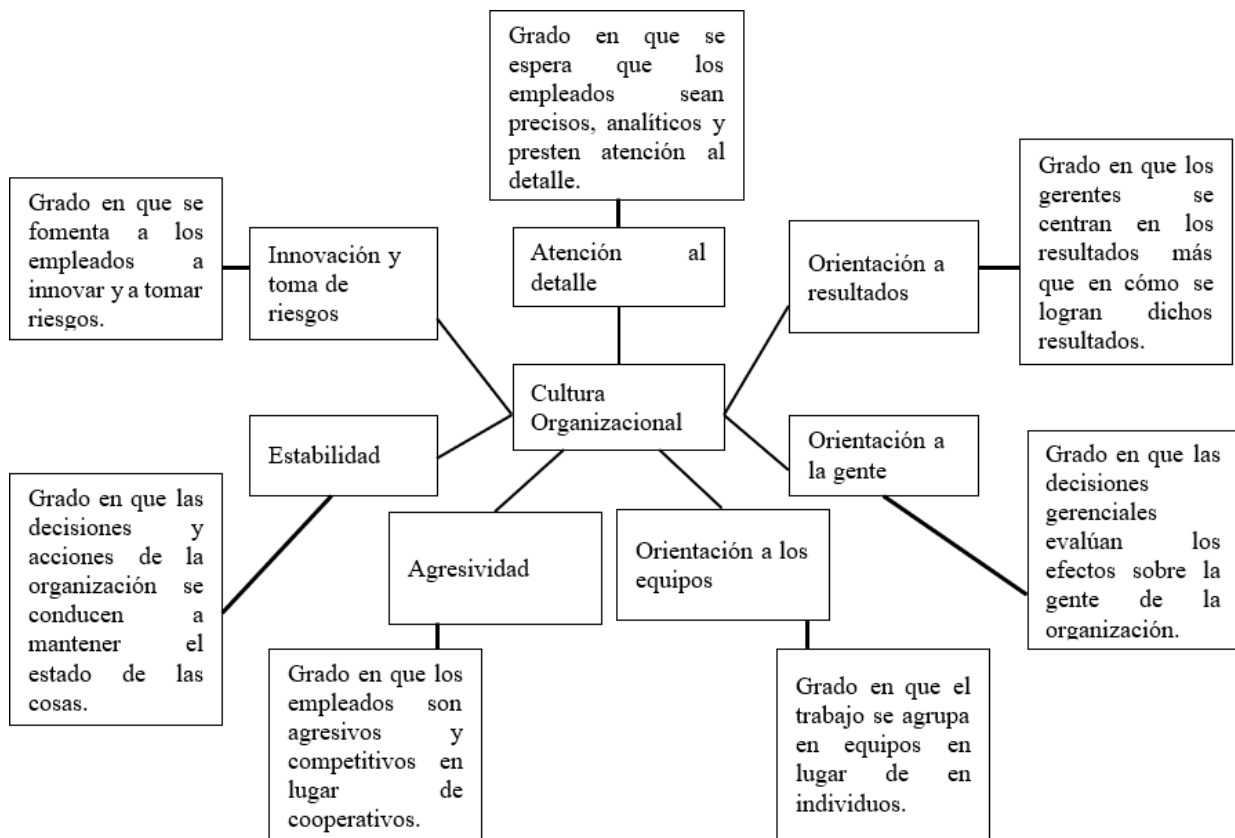 Grado en que se
espera que los
empleados sean
precisos, analíticos y
presten atención al
detalle.
Grado en que los
gerentes se
centran en los
resultados más
que en cómo se
logran dichos
resultados.
Grado en que se
fomenta a los
empleados a
innovar y a tomar
riesgos.
Innovación y
toma de
riesgos
Atención al
detalle
Orientación a
resultados
Cultura
Organizacional
Estabilidad
Orientación a
la gente
Grado en que las
decisiones
gerenciales
evalúan los
efectos sobre la
gente de la
organización.
Grado en que las
decisiones y
acciones de la
organización se
conducen a
mantener el
estado de las
cosas.
Agresividad
Orientación a los
equipos
Grado en que los
empleados son
agresivos y
competitivos en
lugar de
cooperativos.
Grado en que el
trabajo se agrupa
en equipos en
lugar de en
individuos.